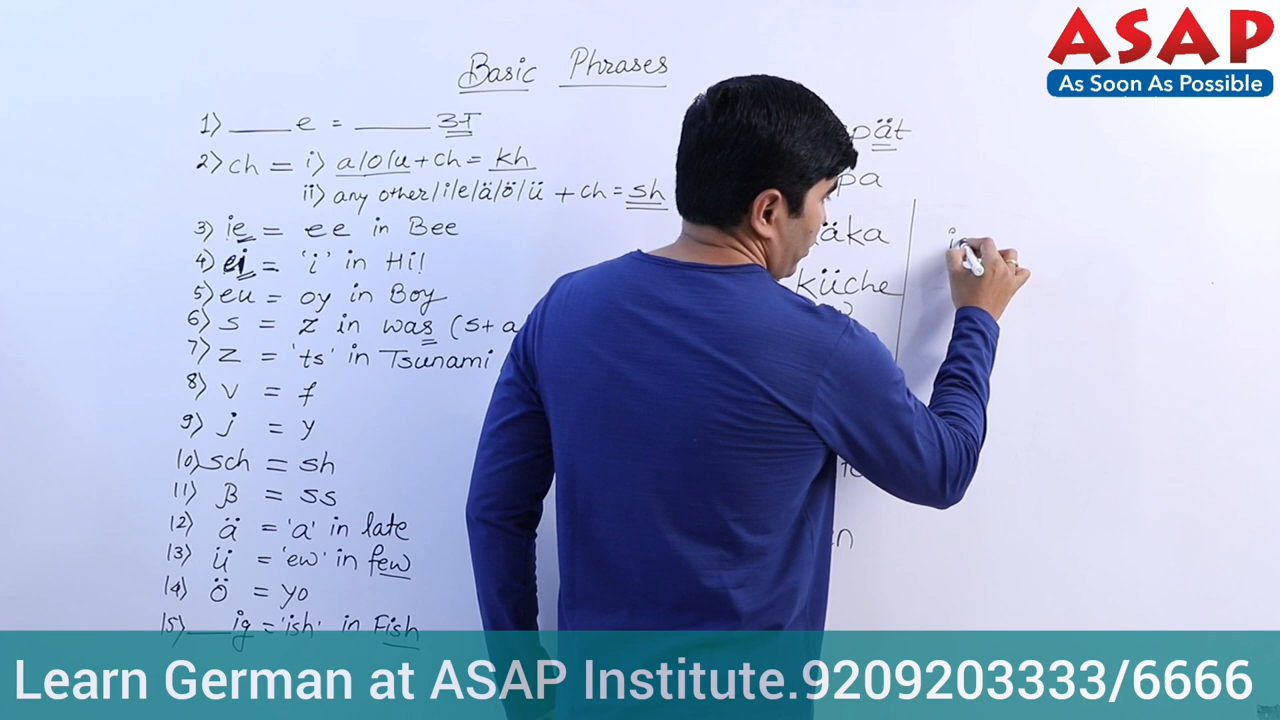 ASAP
As Soon As Possible
Basic Phrases
1) ____e = ____ अ
2) ch = i) a/o/u + ch = kh
ii) any other/i/e/ä/ö/ü + ch = sh
3) ie = ee in Bee
4) ei = 'i' in Hi!
5) eu = oy in Boy
6) s = z in was (s+a
7) z = 'ts' in Tsunami
8) v = f
9) j = y
10) sch = sh
11) β = ss
12) ä = 'a' in late
13) ü = 'ew' in few
14) ö = yo
15) ___ig = 'ish' in Fish
pät
pa
äka
küche
en
i
Learn German at ASAP Institute.9209203333/6666